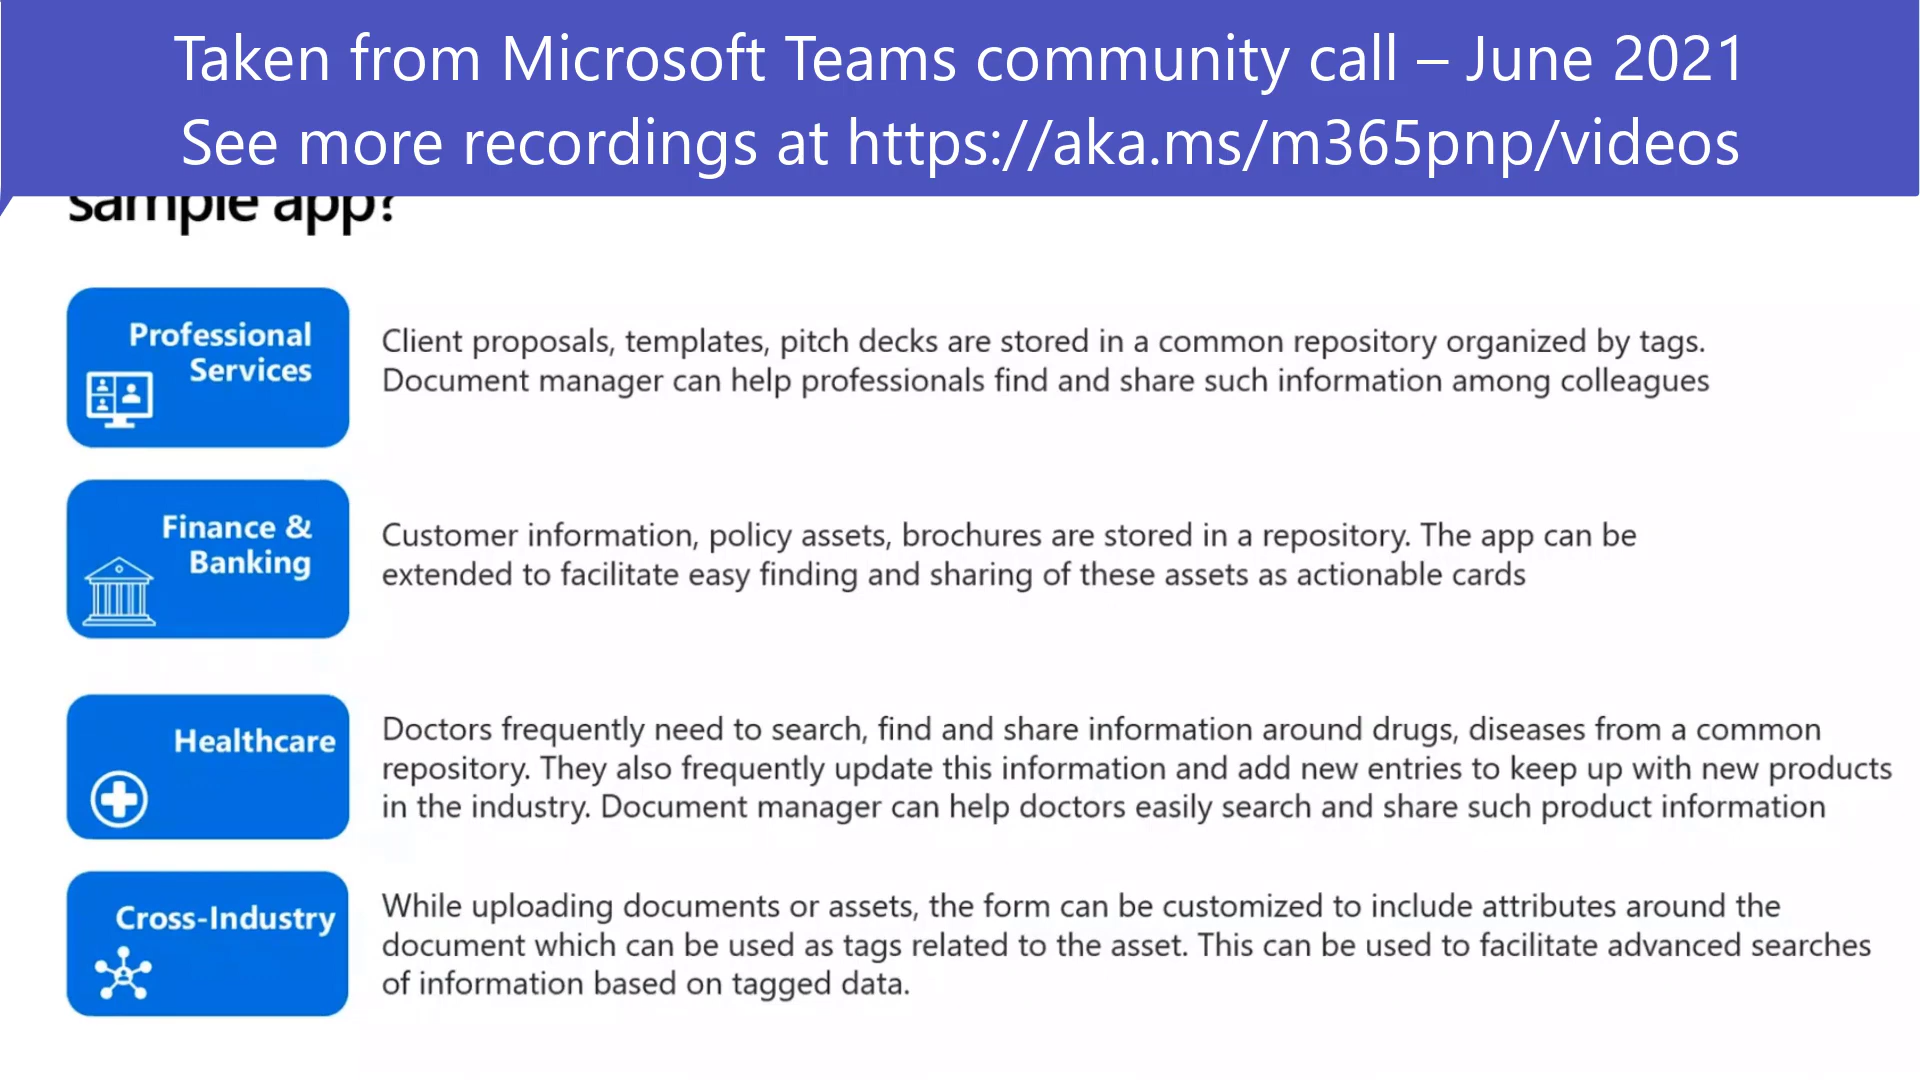 Taken from Microsoft Teams community call – June 2021
See more recordings at https://aka.ms/m365pnp/videos
sample app?
Professional
Services
Client proposals, templates, pitch decks are stored in a common repository organized by tags.
Document manager can help professionals find and share such information among colleagues
Finance &
Banking
Customer information, policy assets, brochures are stored in a repository. The app can be
extended to facilitate easy finding and sharing of these assets as actionable cards
Healthcare
Doctors frequently need to search, find and share information around drugs, diseases from a common
repository. They also frequently update this information and add new entries to keep up with new products
in the industry. Document manager can help doctors easily search and share such product information
Cross-Industry
While uploading documents or assets, the form can be customized to include attributes around the
document which can be used as tags related to the asset. This can be used to facilitate advanced searches
of information based on tagged data.